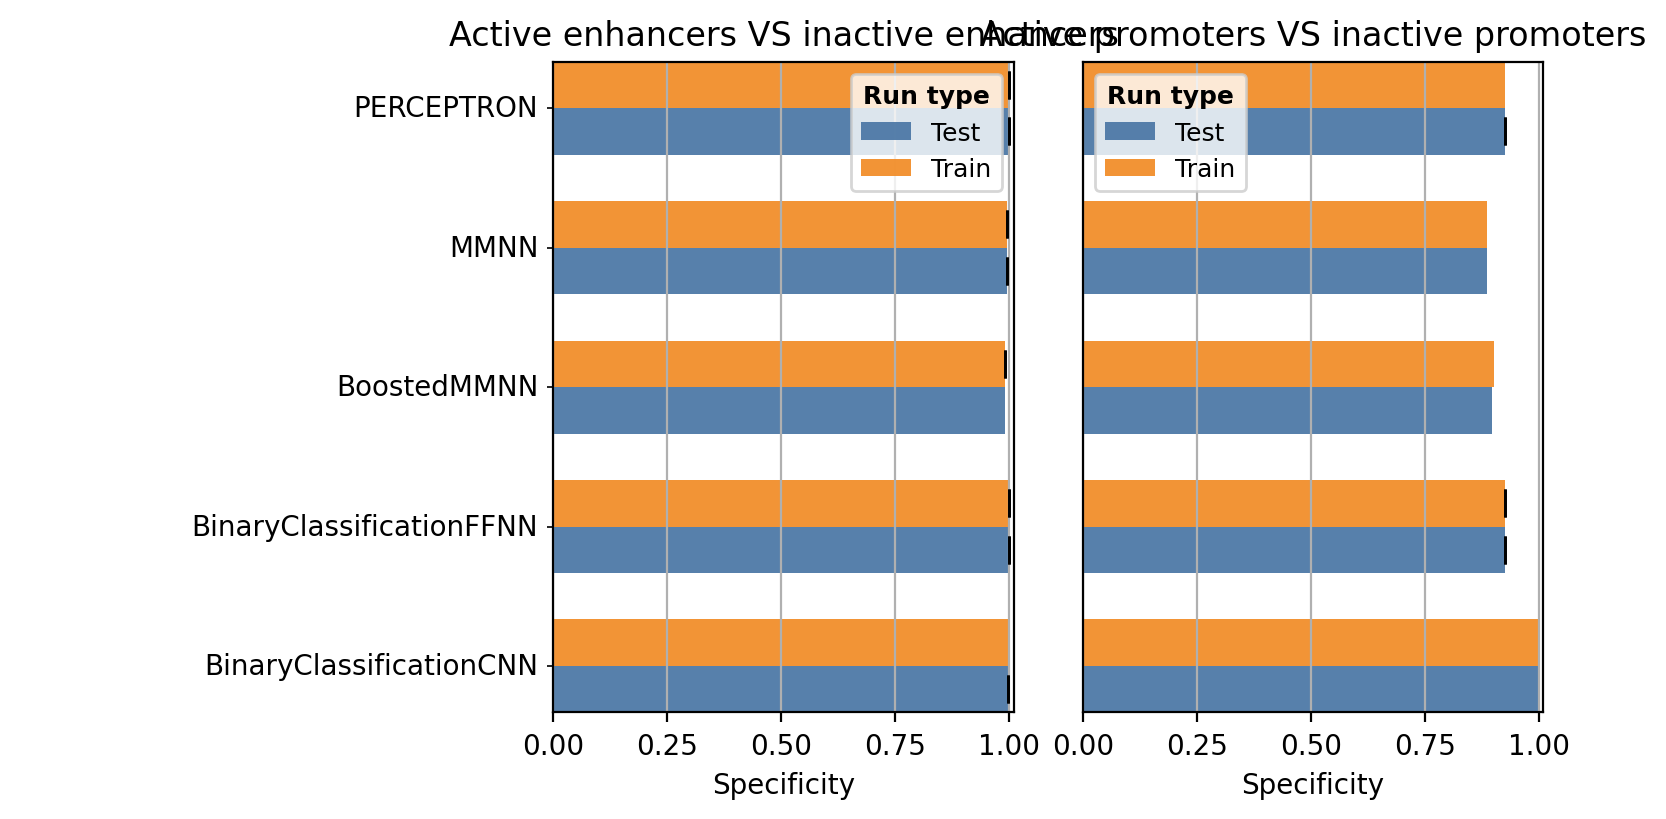 Active enhancers VS inactive enhancers
Active promoters VS inactive promoters
PERCEPTRON
MMNN
BoostedMMNN
BinaryClassificationFFNN
BinaryClassificationCNN
Run type
Test
Train
0.00 0.25 0.50 0.75 1.00
Specificity
Run type
Test
Train
0.00 0.25 0.50 0.75 1.00
Specificity